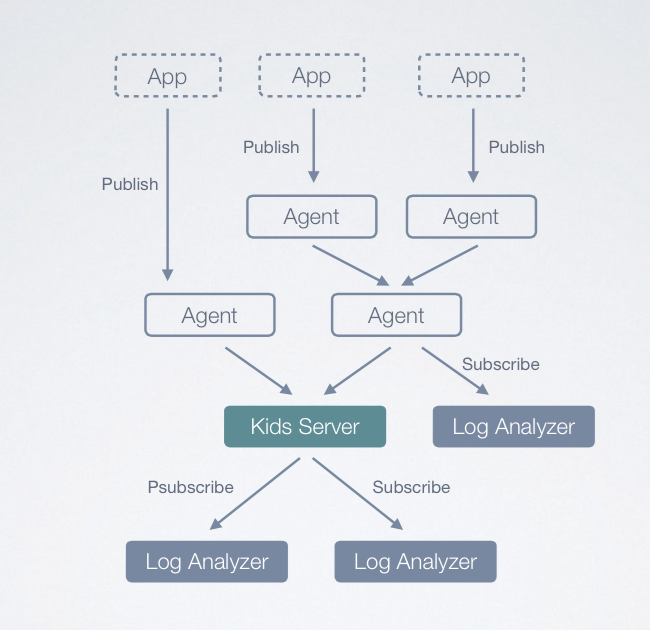 App
App
App
Publish
Publish
Publish
Agent
Agent
Agent
Agent
Subscribe
Kids Server
Log Analyzer
Psubscribe
Subscribe
Log Analyzer
Log Analyzer